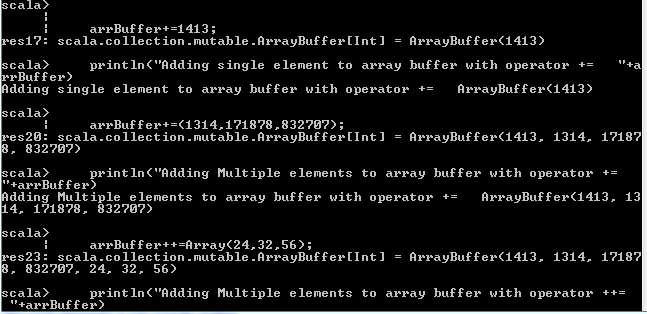 scala>
     |
     |     arrBuffer+=1413;
res17: scala.collection.mutable.ArrayBuffer[Int] = ArrayBuffer(1413)
scala>     println("Adding single element to array buffer with operator +=   "+a
rrBuffer)
Adding single element to array buffer with operator +=   ArrayBuffer(1413)
scala>
     |     arrBuffer+=(1314,171878,832707);
res20: scala.collection.mutable.ArrayBuffer[Int] = ArrayBuffer(1413, 1314, 17187
8, 832707)
scala>     println("Adding Multiple elements to array buffer with operator +=
"+arrBuffer)
Adding Multiple elements to array buffer with operator +=   ArrayBuffer(1413, 13
14, 171878, 832707)
scala>
     |     arrBuffer++=Array(24,32,56);
res23: scala.collection.mutable.ArrayBuffer[Int] = ArrayBuffer(1413, 1314, 17187
8, 832707, 24, 32, 56)
scala>     println("Adding Multiple elements to array buffer with operator ++=
 "+arrBuffer)